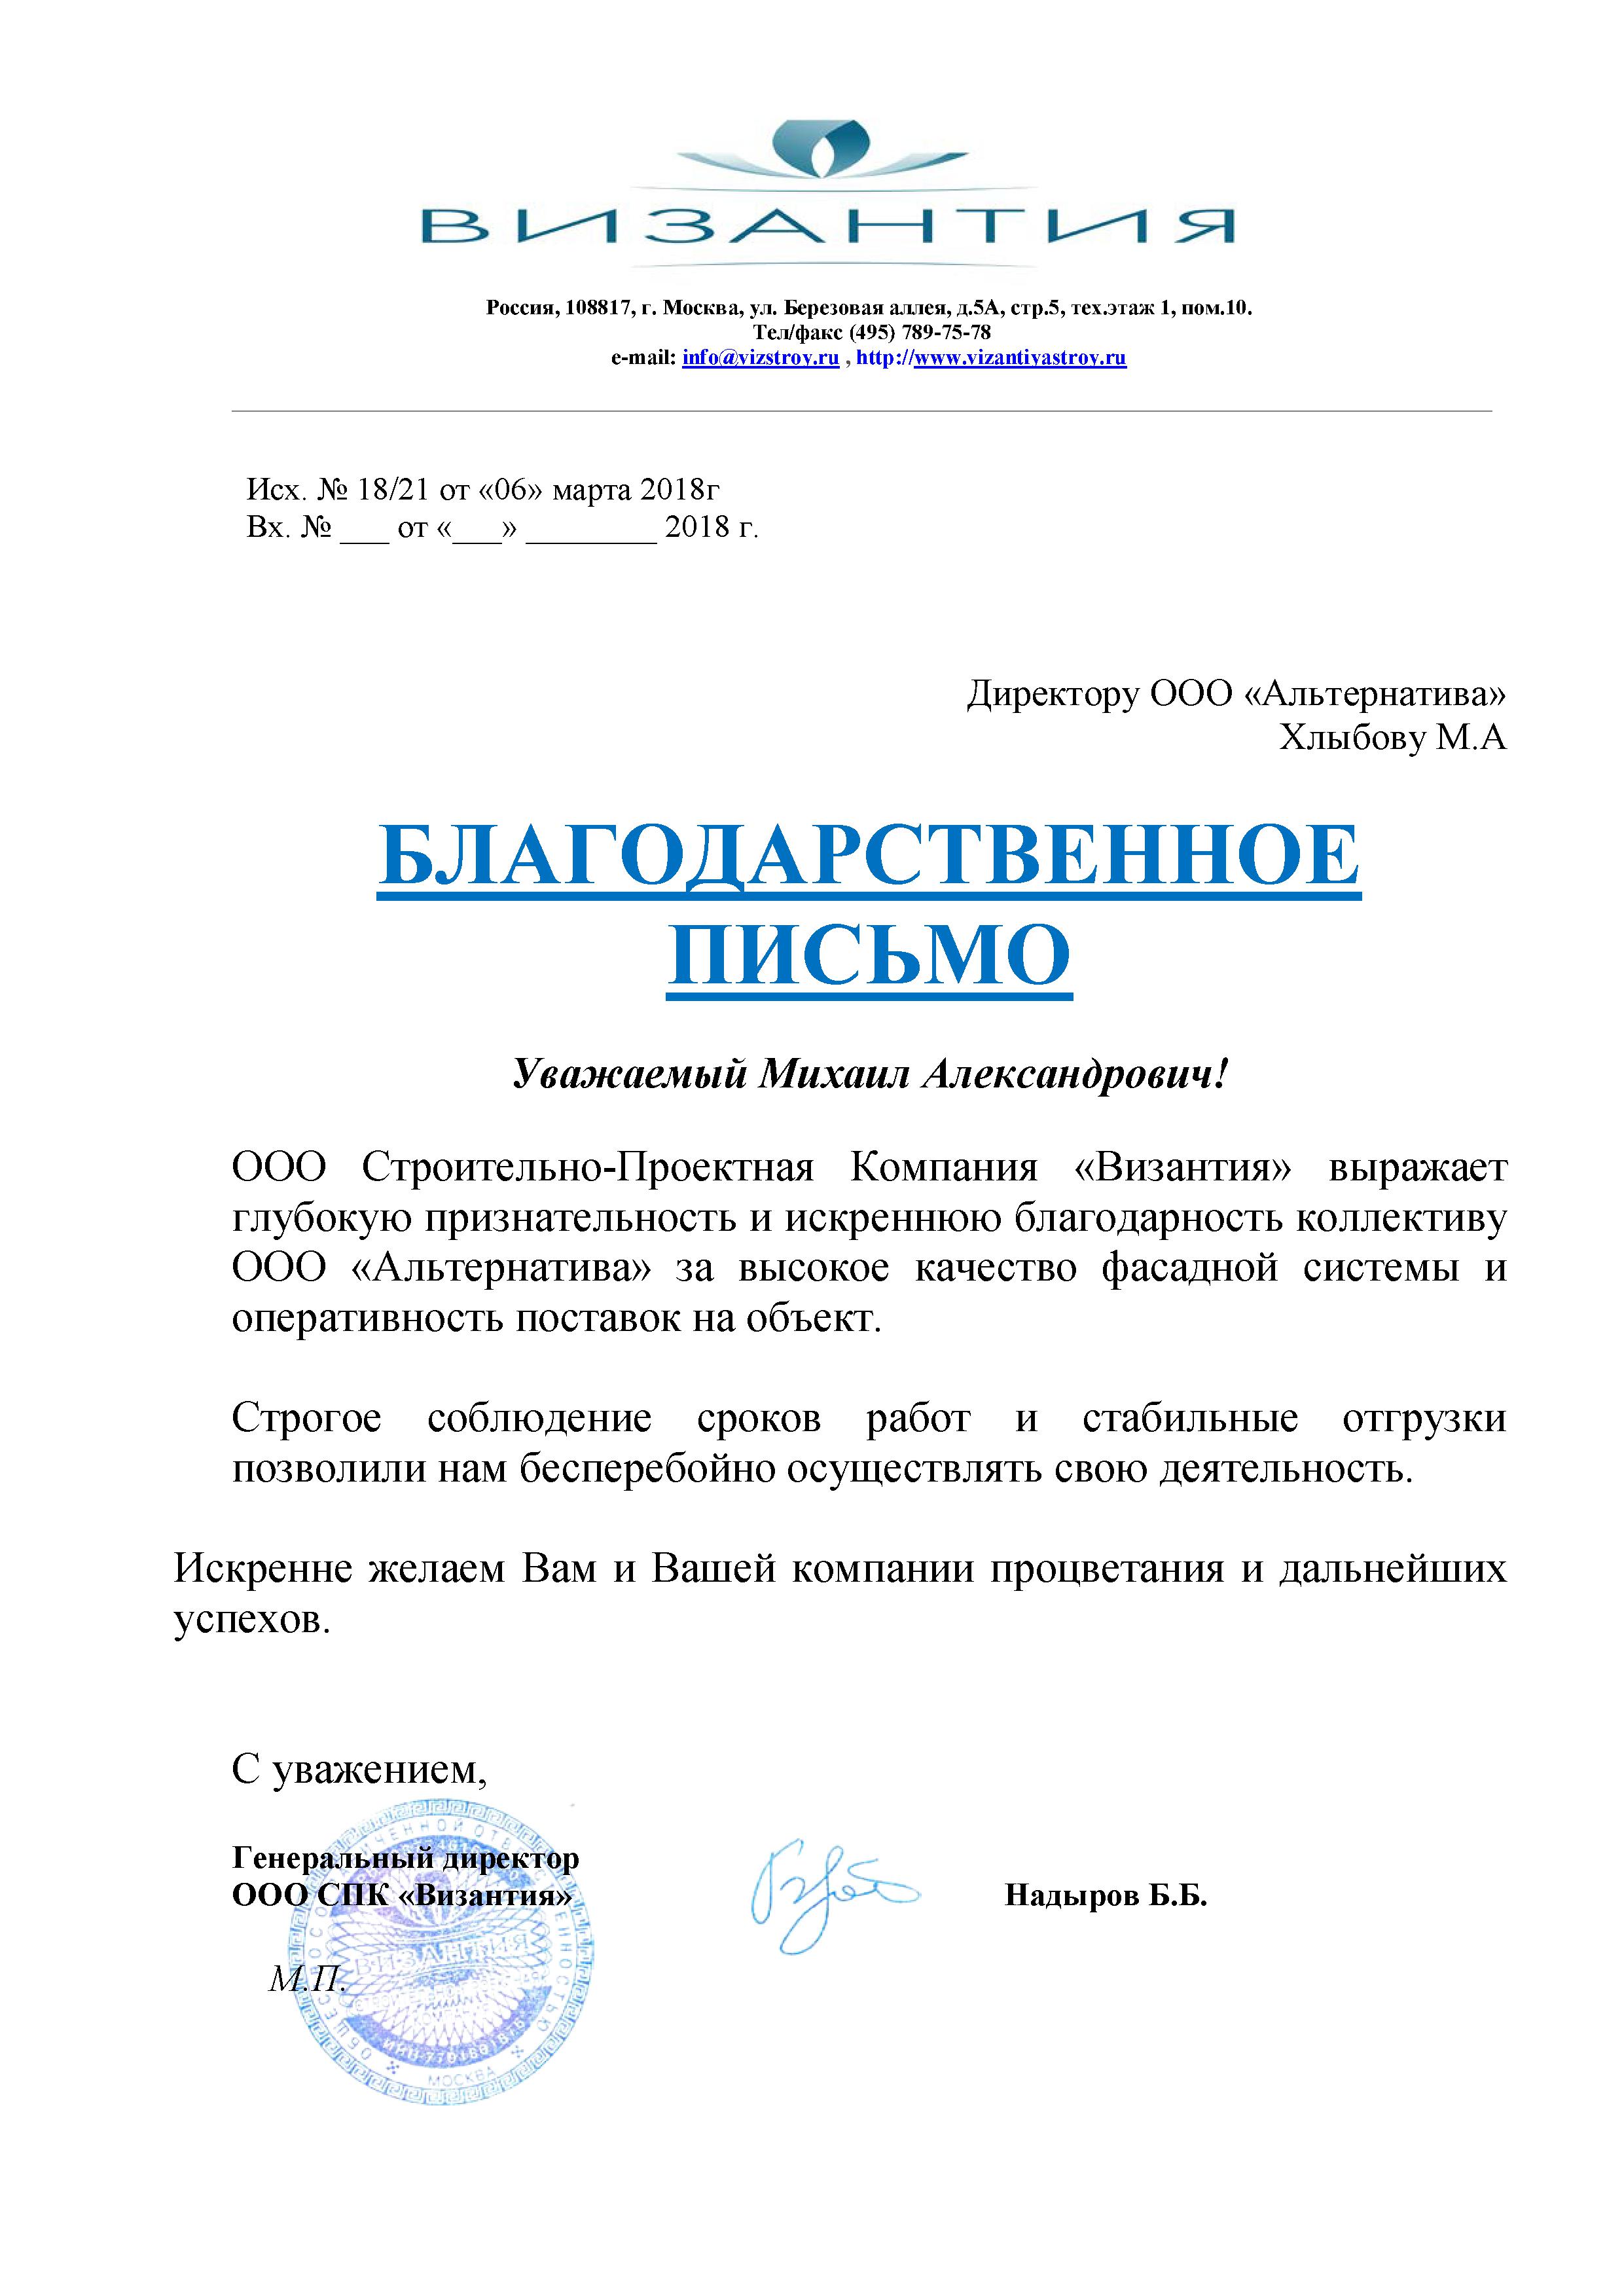 ВИЗАНТИЯ
Россия, 108817, г. Москва, ул. Березовая аллея, д.5А, стр.5, тех.этаж 1, пом.10.
Тел/факс (495) 789-75-78
e-mail: info@vizstroy.ru , http://www.vizantiyastroy.ru
Исх. № 18/21 от «06» марта 2018г
Вх. № ___ от «___» ________ 2018 г.
Директору ООО «Альтернатива»
Хлыбову М.А
БЛАГОДАРСТВЕННОЕ
ПИСЬМО
Уважаемый Михаил Александрович!
ООО Строительно-Проектная Компания «Византия» выражает
глубокую признательность и искреннюю благодарность коллективу
ООО «Альтернатива» за высокое качество фасадной системы и
оперативность поставок на объект.
Строгое соблюдение сроков работ и стабильные отгрузки
позволили нам бесперебойно осуществлять свою деятельность.
Искренне желаем Вам и Вашей компании процветания и дальнейших
успехов.
С уважением,
Генеральный директор
ООО СПК «Византия»
Надыров Б.Б.
М.П.
ВИЗАНТИЯ
МОСКВА